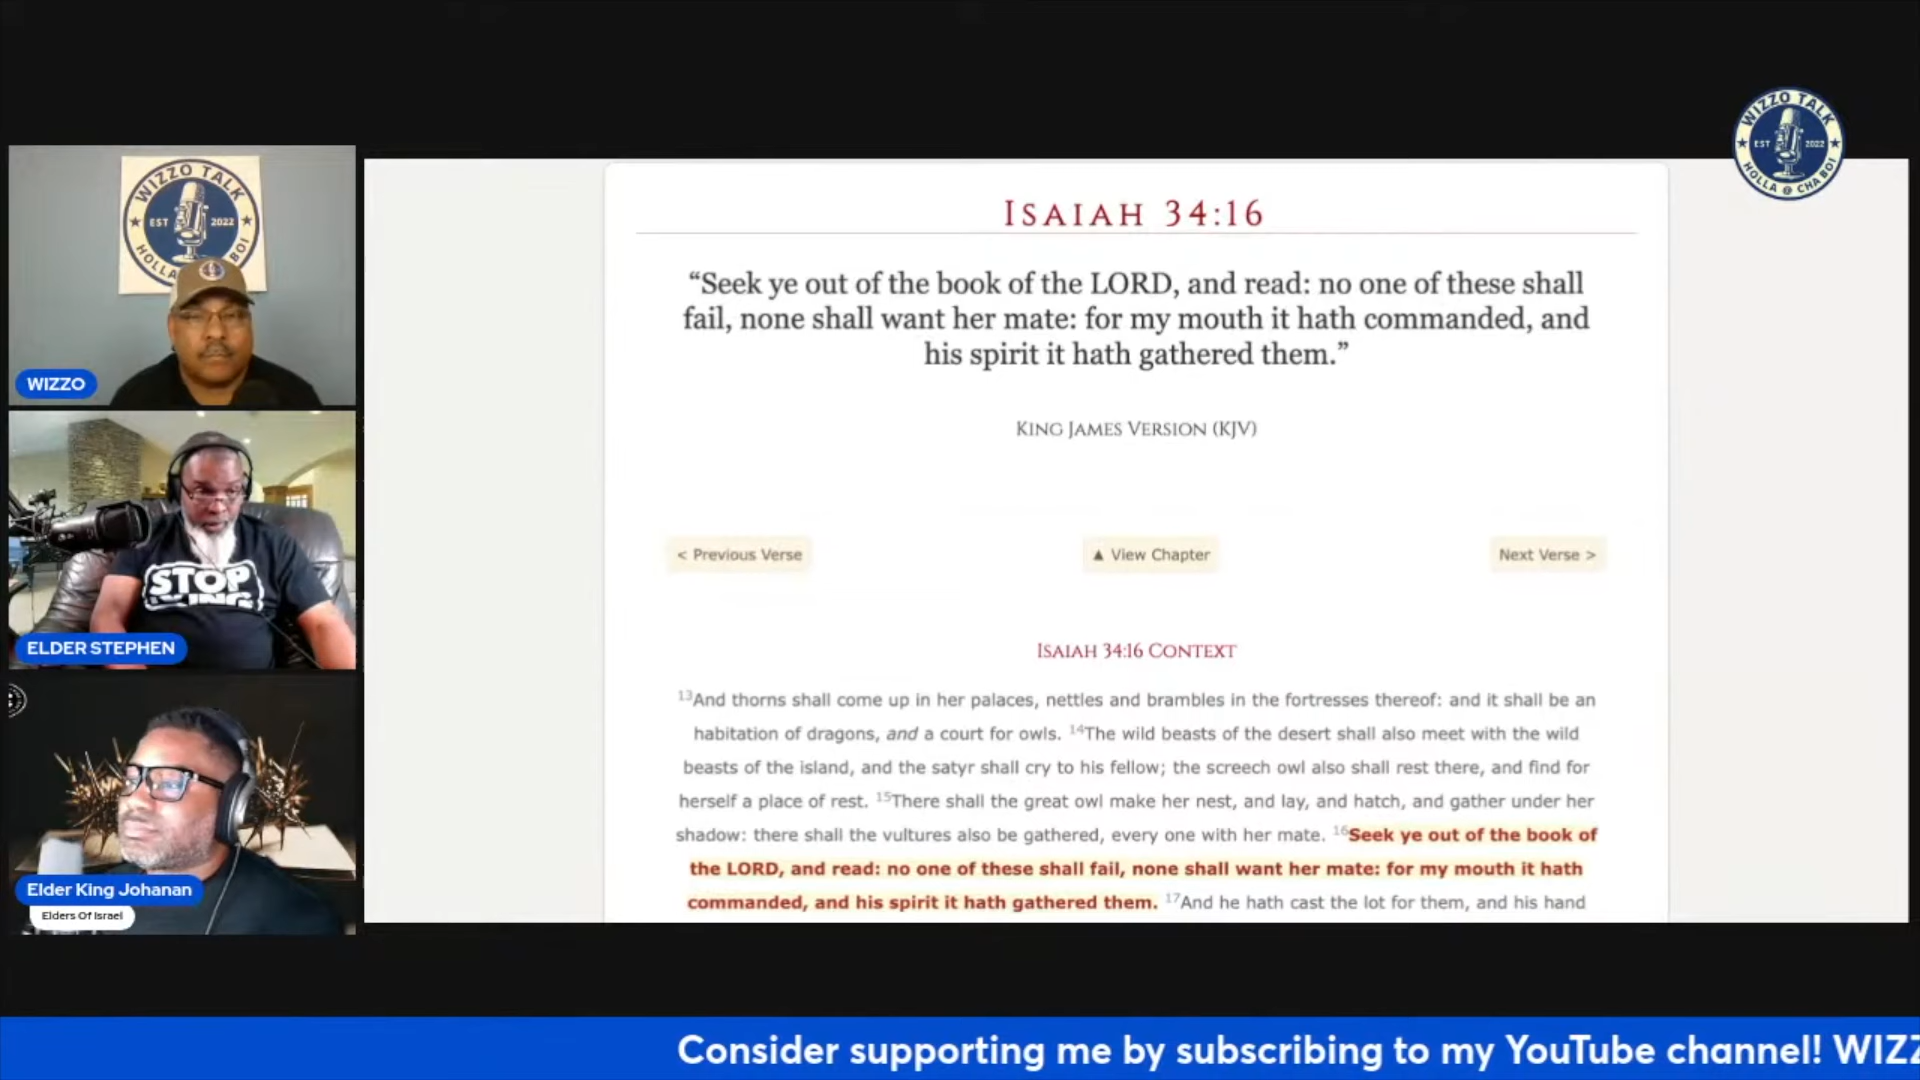 WIZZO TALK
EST 2022
HOLLA @ CHA BOI
WIZZO TALK
EST 2022
HOLLA
BOI
WIZZO
STOP
ELDER STEPHEN
Elder King Johanan
Elders Of Israel
ISAIAH 34:16
“Seek ye out of the book of the LORD, and read: no one of these shall
fail, none shall want her mate: for my mouth it hath commanded, and
his spirit it hath gathered them.”
KING JAMES VERSION (KJV)
< Previous Verse
▲ View Chapter
Next Verse >
ISAIAH 34:16 CONTEXT
13And thorns shall come up in her palaces, nettles and brambles in the fortresses thereof: and it shall be an
habitation of dragons, and a court for owls. 14The wild beasts of the desert shall also meet with the wild
beasts of the island, and the satyr shall cry to his fellow; the screech owl also shall rest there, and find for
herself a place of rest. 15There shall the great owl make her nest, and lay, and hatch, and gather under her
shadow: there shall the vultures also be gathered, every one with her mate. 16Seek ye out of the book of
the LORD, and read: no one of these shall fail, none shall want her mate: for my mouth it hath
commanded, and his spirit it hath gathered them. 17And he hath cast the lot for them, and his hand
Consider supporting me by subscribing to my YouTube channel! WIZZ